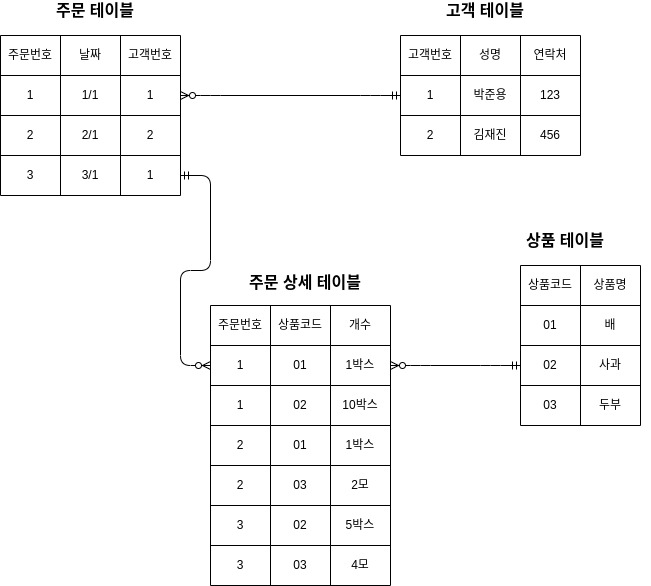 주문 테이블
주문번호 날짜 고객번호
1 1/1 1
2 2/1 2
3 3/1 1
고객 테이블
고객번호 성명 연락처
1 박준용 123
2 김재진 456
주문 상세 테이블
주문번호 상품코드 개수
1 01 1박스
1 02 10박스
2 01 1박스
2 03 2모
3 02 5박스
3 03 4모
상품 테이블
상품코드 상품명
01 배
02 사과
03 두부